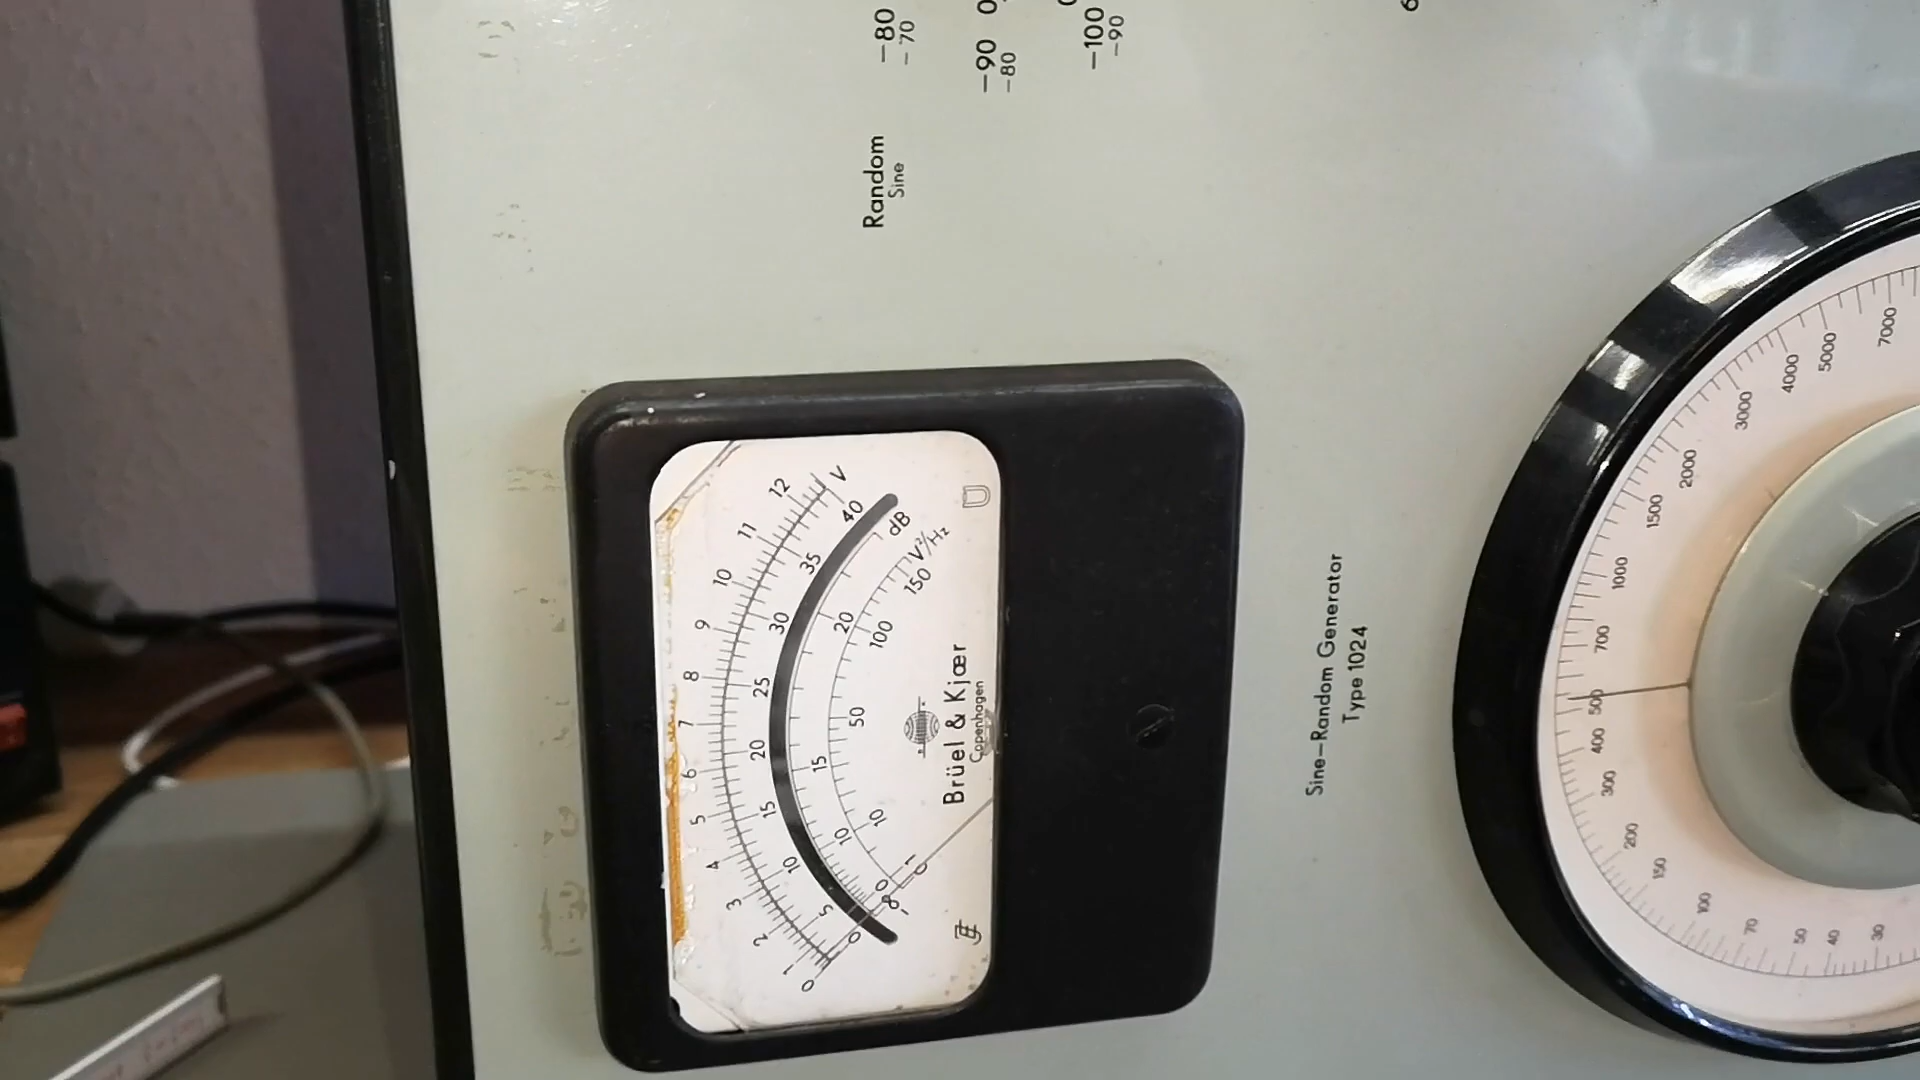 -80
-70
-90
-80
-100
-90
Random
Sine
0 1 2 3 4 5 6 7 8 9 10 11 12 V
0 5 10 15 20 25 30 35 40
-∞ 0 10 15 20 dB
0 1 10 50 100 150 V²/Hz
Brüel & Kjær
Copenhagen
Sine-Random Generator
Type 1024
30 40 50 70 100 150 200 300 400 500 700 1000 1500 2000 3000 4000 5000 7000